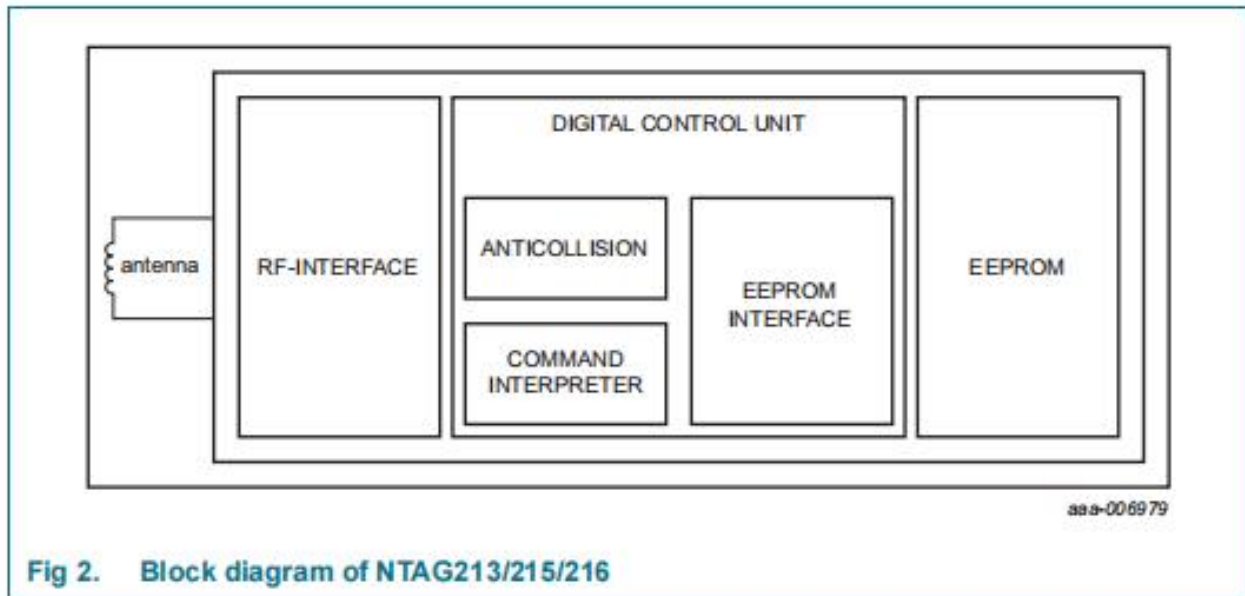 DIGITAL CONTROL UNIT
antenna
RF-INTERFACE
ANTICOLLISION
COMMAND
INTERPRETER
EEPROM
INTERFACE
EEPROM
aaa-006979
Fig 2. Block diagram of NTAG213/215/216